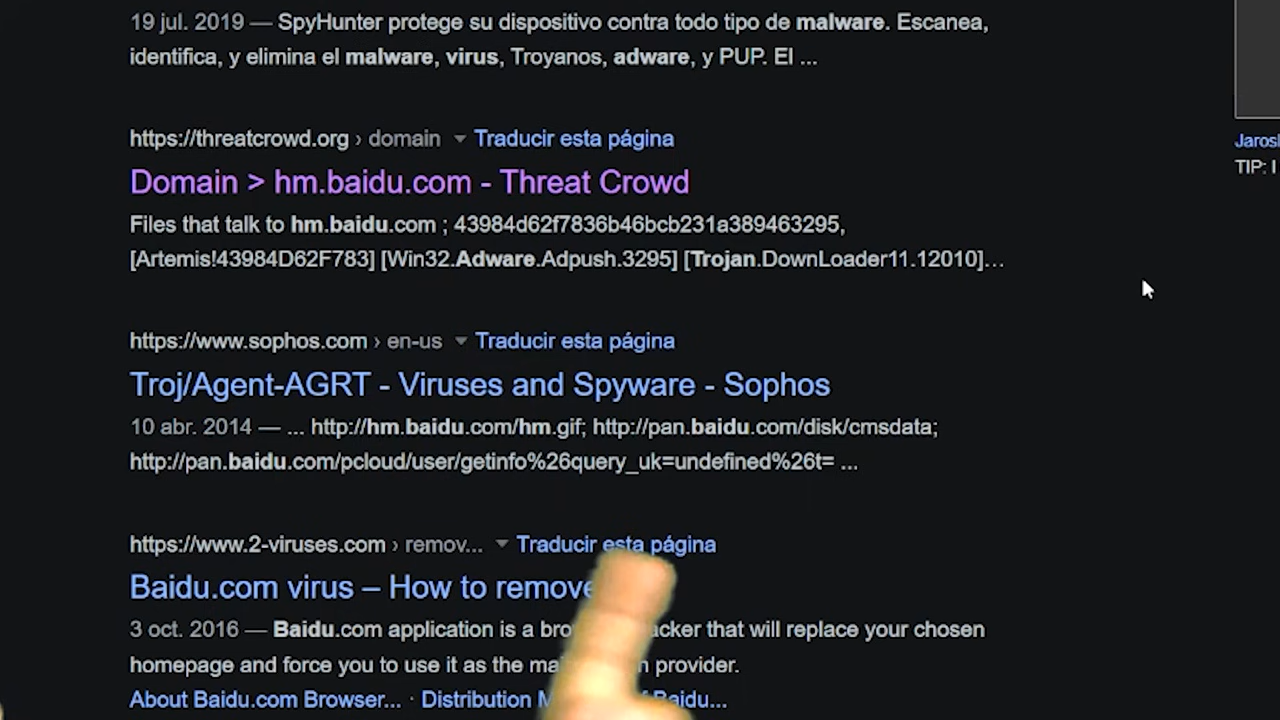 19 jul. 2019 — SpyHunter protege su dispositivo contra todo tipo de malware. Escanea,
identifica, y elimina el malware, virus, Troyanos, adware, y PUP. El ...
https://threatcrowd.org › domain Traducir esta página
Domain > hm.baidu.com - Threat Crowd
Files that talk to hm.baidu.com ; 43984d62f7836b46bcb231a389463295,
[Artemis!43984D62F783] [Win32.Adware.Adpush.3295] [Trojan.DownLoader11.12010]...
https://www.sophos.com › en-us Traducir esta página
Troj/Agent-AGRT - Viruses and Spyware - Sophos
10 abr. 2014 — ... http://hm.baidu.com/hm.gif; http://pan.baidu.com/disk/cmsdata;
http://pan.baidu.com/pcloud/user/getinfo%26query_uk=undefined%26t= ...
https://www.2-viruses.com › remov... Traducir esta página
Baidu.com virus – How to remove
3 oct. 2016 — Baidu.com application is a that will replace your chosen
homepage and force you to use it as the provider.
About Baidu.com Browser... · Distribution Baidu...
TIP: I